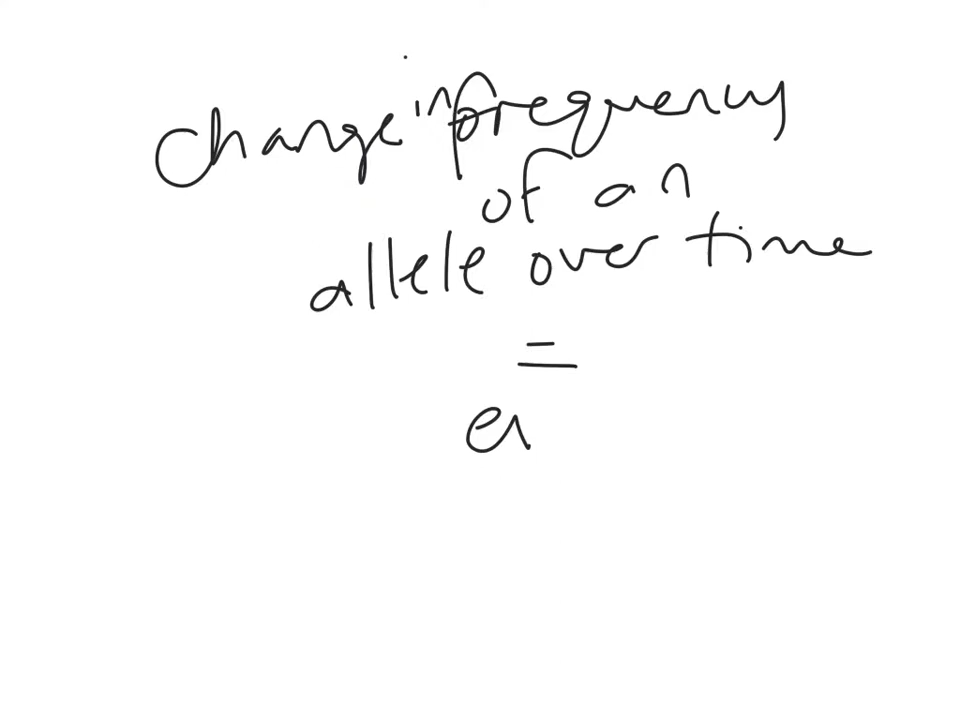 change in frequency
of an
allele over time
=